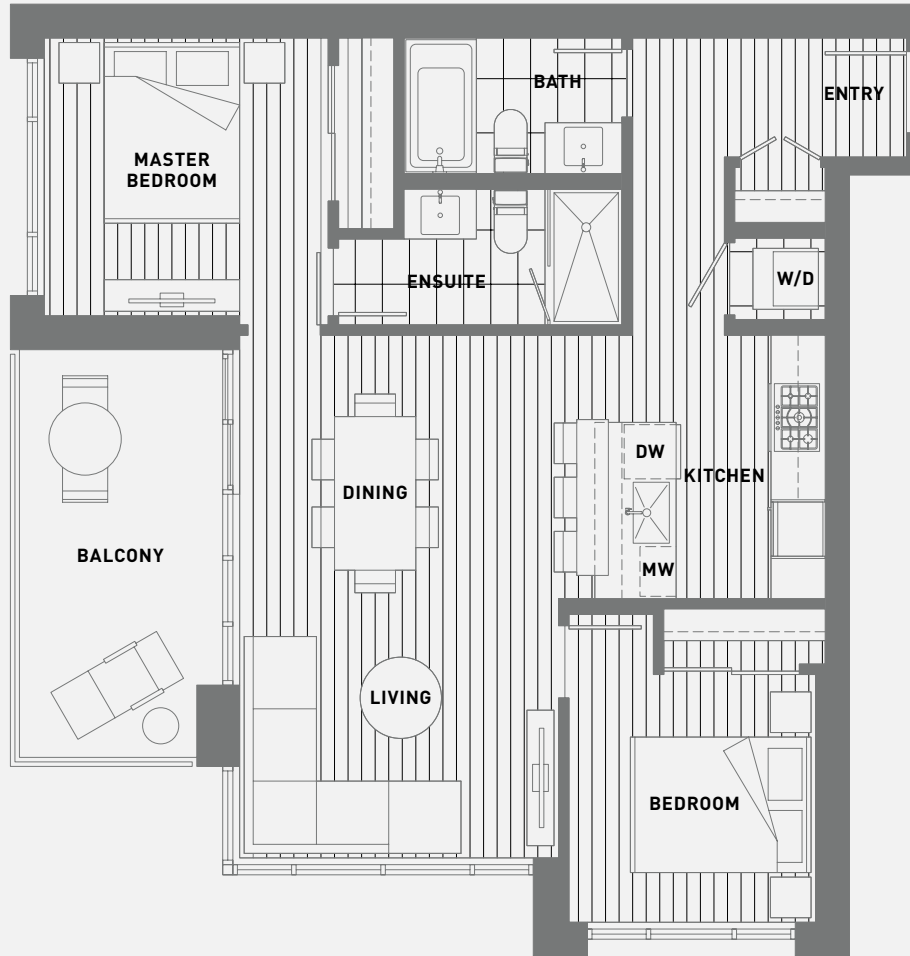 BATH
ENTRY
MASTER
BEDROOM
ENSUITE
W/D
DINING
DW
KITCHEN
BALCONY
MW
LIVING
BEDROOM